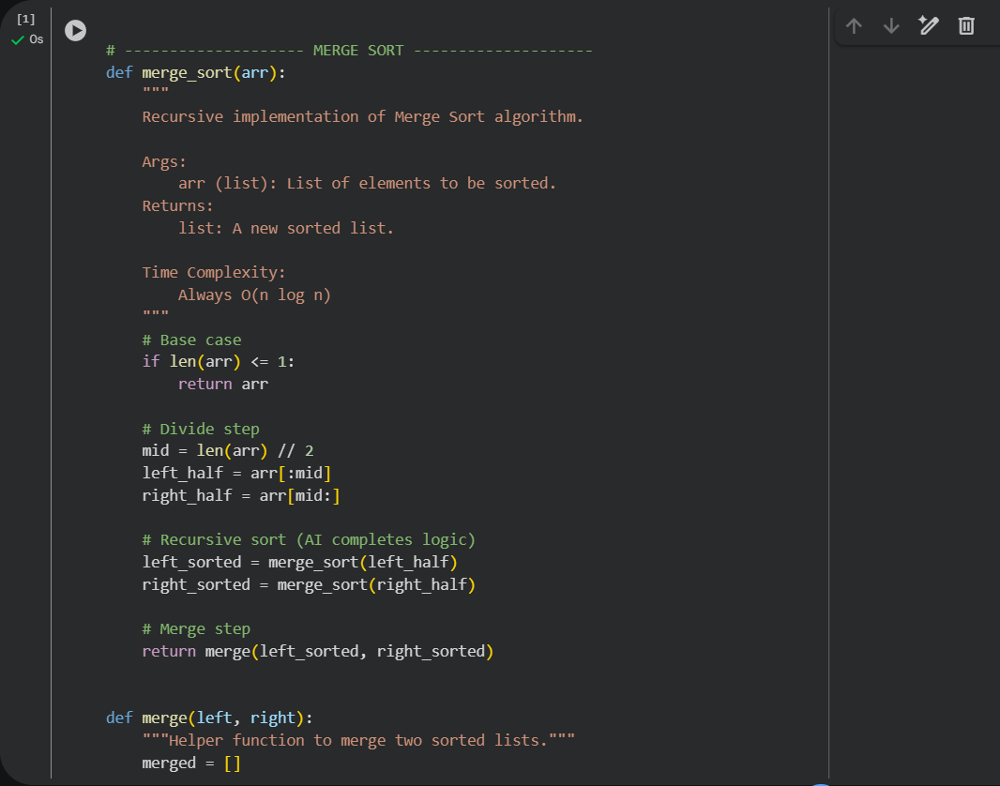 [1]
0s
# -------------------- MERGE SORT --------------------
def merge_sort(arr):
    """
    Recursive implementation of Merge Sort algorithm.

    Args:
        arr (list): List of elements to be sorted.
    Returns:
        list: A new sorted list.

    Time Complexity:
        Always O(n log n)
    """
    # Base case
    if len(arr) <= 1:
        return arr

    # Divide step
    mid = len(arr) // 2
    left_half = arr[:mid]
    right_half = arr[mid:]

    # Recursive sort (AI completes logic)
    left_sorted = merge_sort(left_half)
    right_sorted = merge_sort(right_half)

    # Merge step
    return merge(left_sorted, right_sorted)


def merge(left, right):
    """Helper function to merge two sorted lists."""
    merged = []